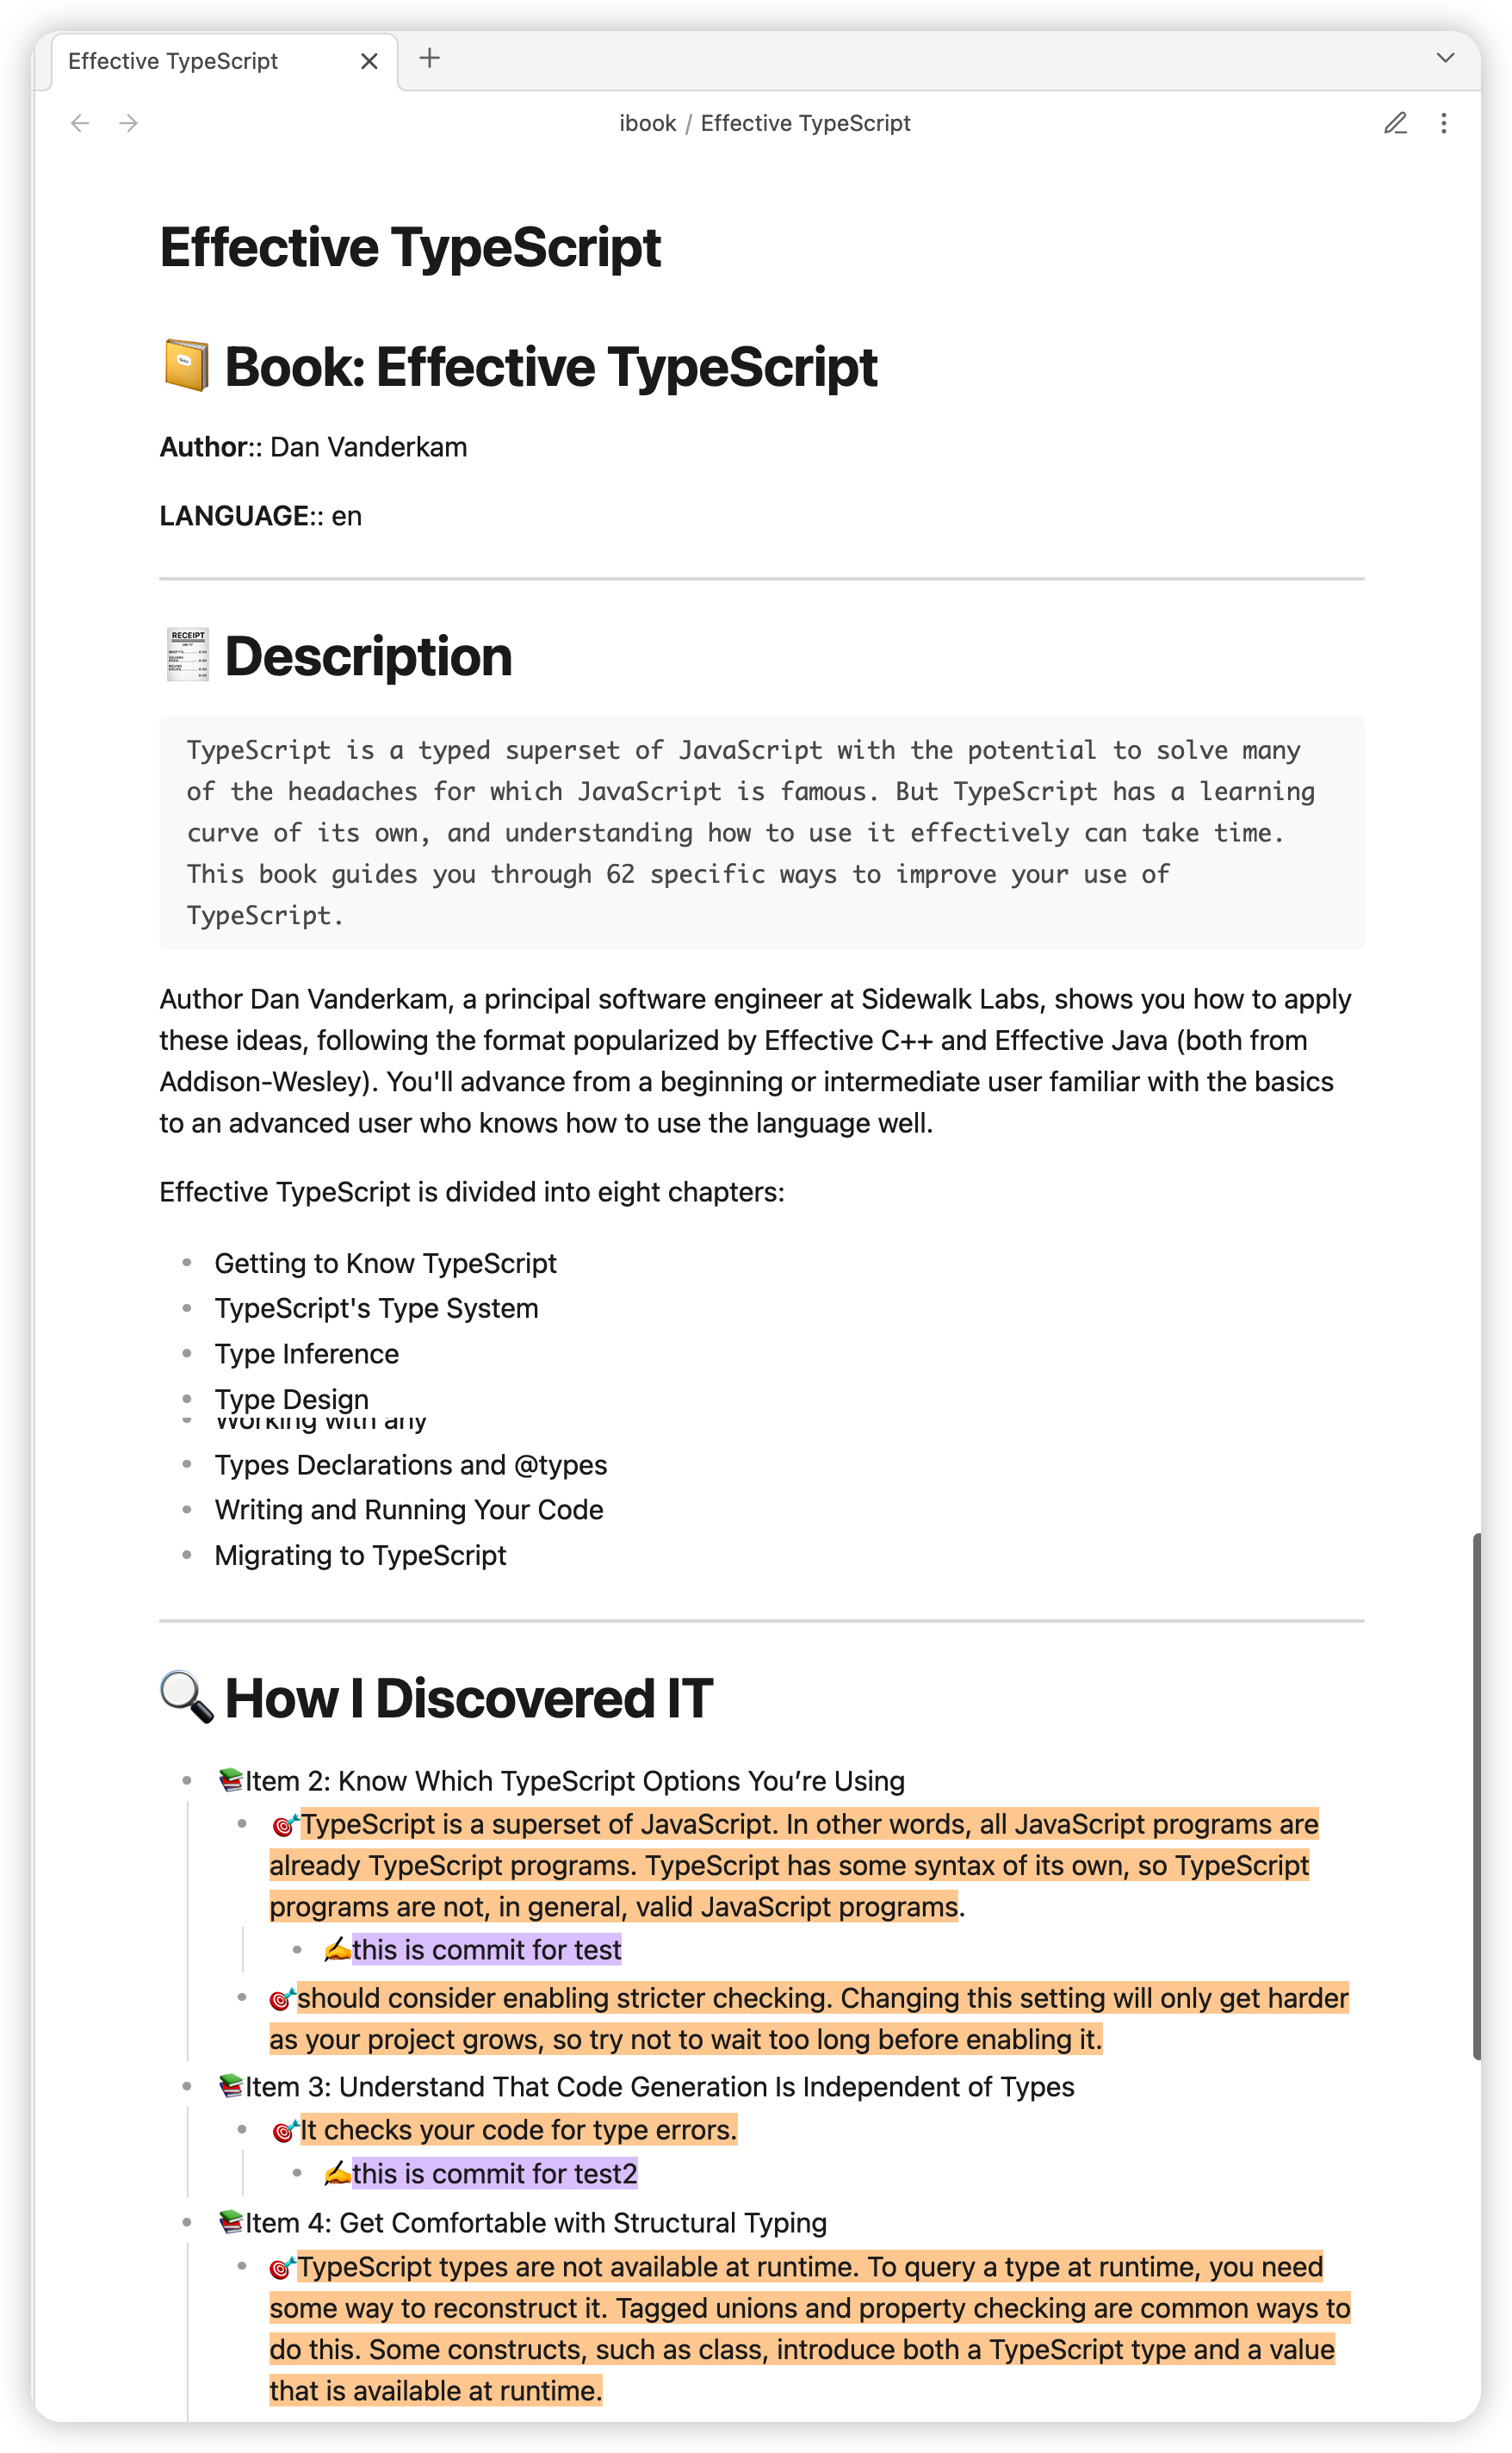 Effective TypeScript
ibook / Effective TypeScript
Effective TypeScript
Book: Effective TypeScript
Author:: Dan Vanderkam
LANGUAGE:: en
RECEIPT
Description
TypeScript is a typed superset of JavaScript with the potential to solve many
of the headaches for which JavaScript is famous. But TypeScript has a learning
curve of its own, and understanding how to use it effectively can take time.
This book guides you through 62 specific ways to improve your use of
TypeScript.
Author Dan Vanderkam, a principal software engineer at Sidewalk Labs, shows you how to apply
these ideas, following the format popularized by Effective C++ and Effective Java (both from
Addison-Wesley). You'll advance from a beginning or intermediate user familiar with the basics
to an advanced user who knows how to use the language well.
Effective TypeScript is divided into eight chapters:
Getting to Know TypeScript
TypeScript's Type System
Type Inference
Type Design
Working with any
Types Declarations and @types
Writing and Running Your Code
Migrating to TypeScript
How I Discovered IT
Item 2: Know Which TypeScript Options You’re Using
TypeScript is a superset of JavaScript. In other words, all JavaScript programs are
already TypeScript programs. TypeScript has some syntax of its own, so TypeScript
programs are not, in general, valid JavaScript programs.
this is commit for test
should consider enabling stricter checking. Changing this setting will only get harder
as your project grows, so try not to wait too long before enabling it.
Item 3: Understand That Code Generation Is Independent of Types
It checks your code for type errors.
this is commit for test2
Item 4: Get Comfortable with Structural Typing
TypeScript types are not available at runtime. To query a type at runtime, you need
some way to reconstruct it. Tagged unions and property checking are common ways to
do this. Some constructs, such as class, introduce both a TypeScript type and a value
that is available at runtime.